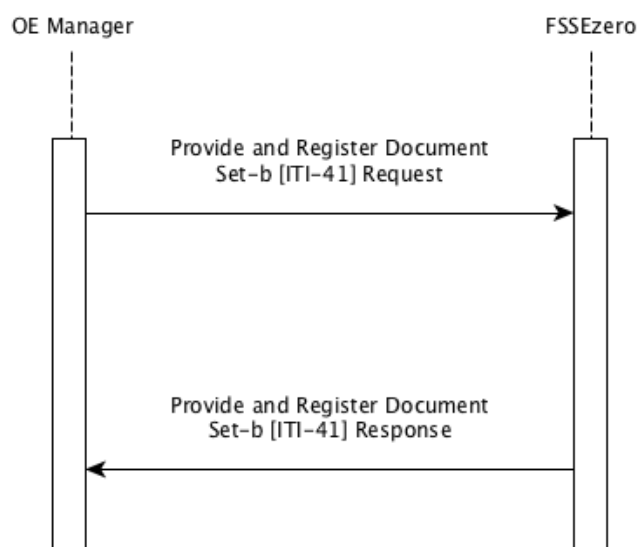 OE Manager
FSSEzero
Provide and Register Document
Set-b [ITI-41] Request
Provide and Register Document
Set-b [ITI-41] Response